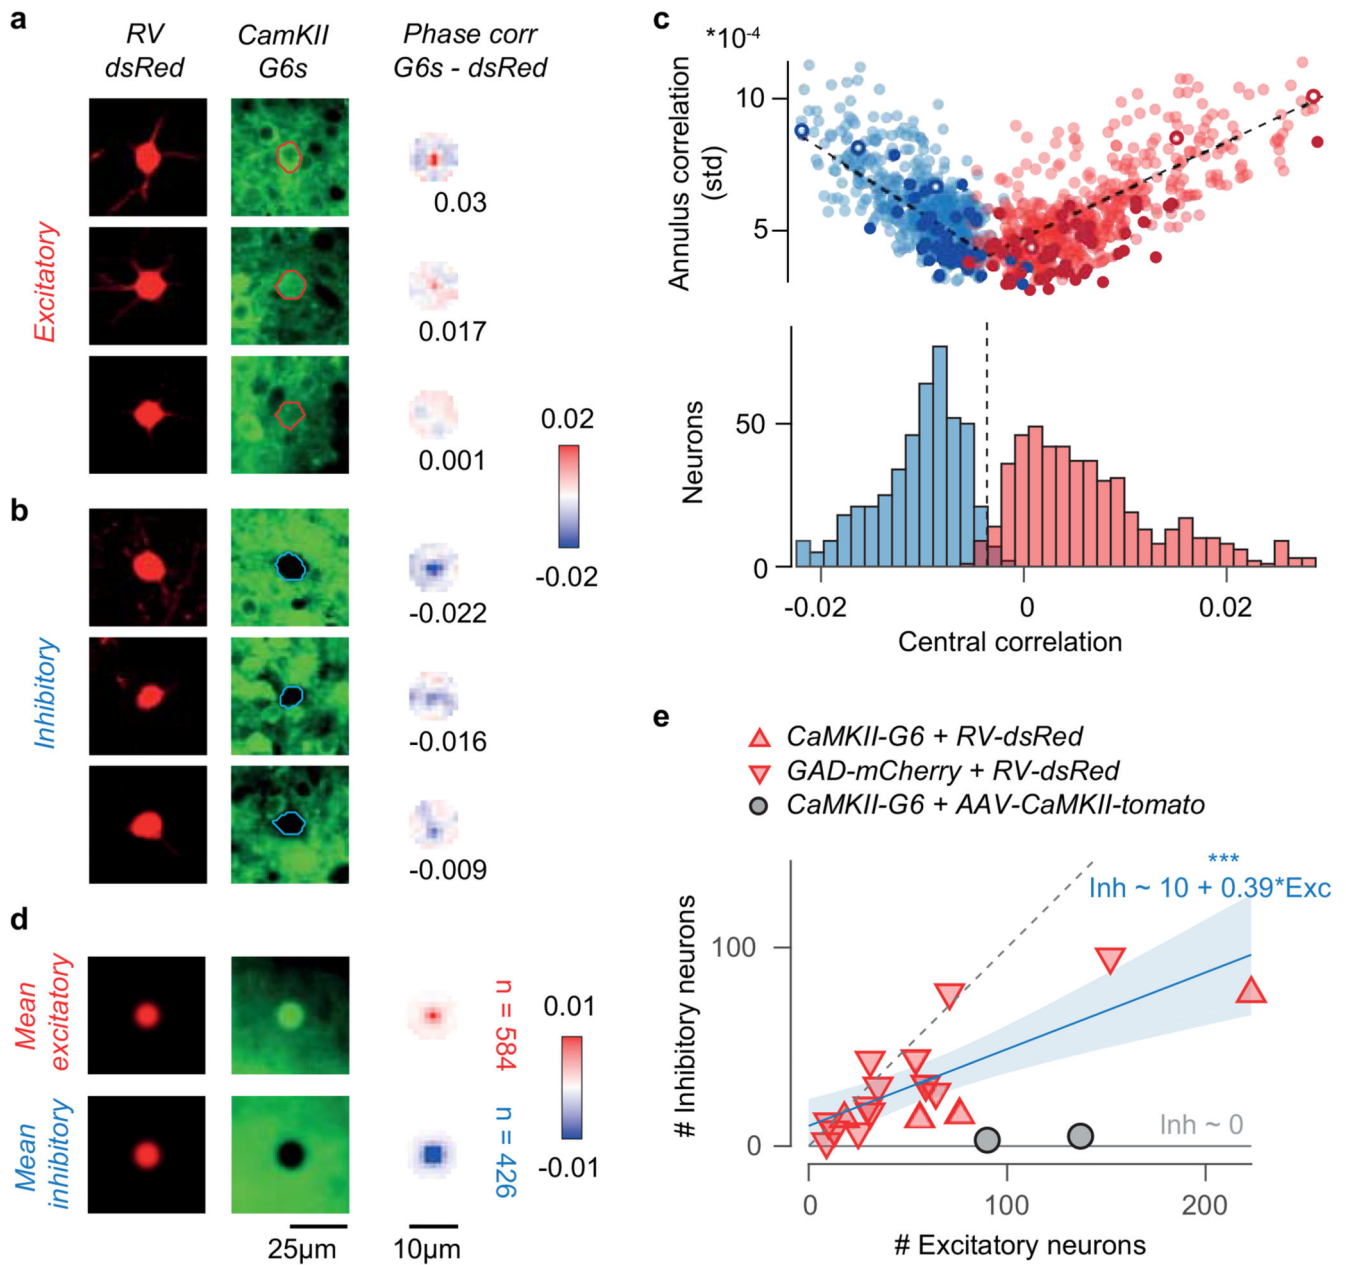 a
RV
dsRed
CamKII
G6s
Phase corr
G6s - dsRed
Excitatory
0.03
0.017
0.001
0.02
-0.02
b
Inhibitory
-0.022
-0.016
-0.009
c
*10-4
Annulus correlation
(std)
10
5
Neurons
50
0
-0.02
0
0.02
Central correlation
d
Mean
excitatory
Mean
inhibitory
n = 584
n = 426
0.01
-0.01
25µm
10µm
e
CaMKII-G6 + RV-dsRed
GAD-mCherry + RV-dsRed
CaMKII-G6 + AAV-CaMKII-tomato
***
Inh ~ 10 + 0.39*Exc
# Inhibitory neurons
100
0
Inh ~ 0
0
100
200
# Excitatory neurons